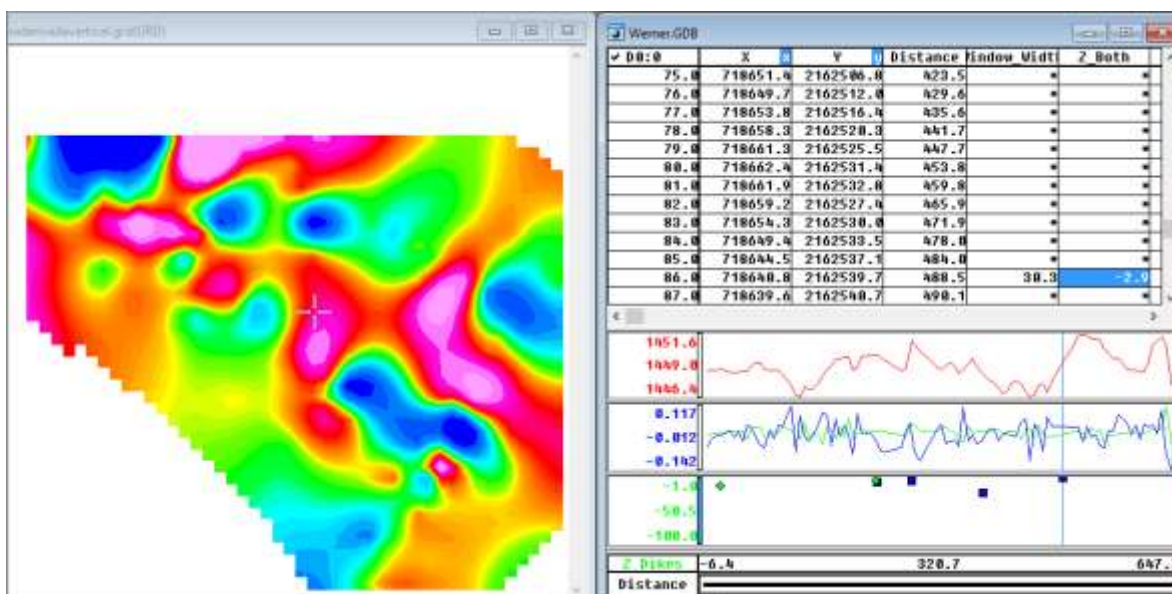 Werner.GDB
✓ D0:0 X x Y y Distance Window_Widtl Z_Both
75.0 718651.4 2162506.8 423.5 * *
76.0 718649.7 2162512.0 429.6 * *
77.0 718653.8 2162516.4 435.6 * *
78.0 718658.3 2162520.3 441.7 * *
79.0 718661.3 2162525.5 447.7 * *
80.0 718662.4 2162531.4 453.8 * *
81.0 718661.9 2162532.8 459.8 * *
82.0 718659.2 2162527.4 465.9 * *
83.0 718654.3 2162530.0 471.9 * *
84.0 718649.4 2162533.5 478.0 * *
85.0 718644.5 2162537.1 484.0 * *
86.0 718640.8 2162539.7 488.5 30.3 -2.9
87.0 718639.6 2162540.7 490.1 * *
1451.6
1449.0
1446.4
0.117
-0.012
-0.142
-1.0
-50.5
-100.0
Z_Dikes -6.4 320.7 647.
Distance